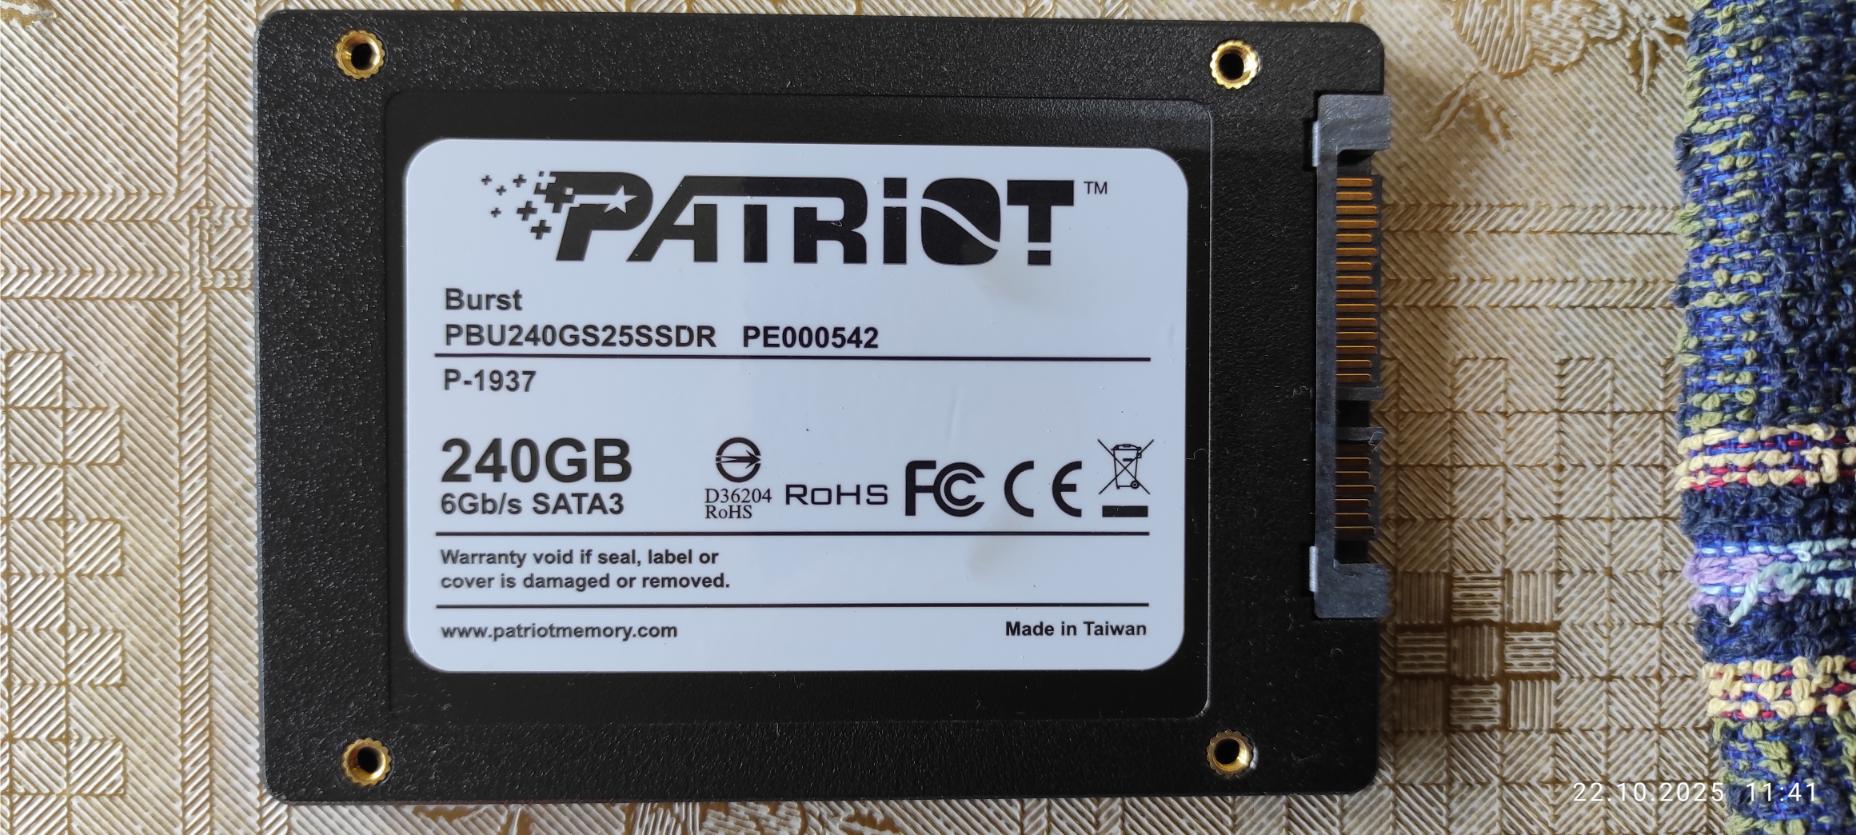 PATRiOT™
Burst
PBU240GS25SSDR PE000542
P-1937
240GB
6Gb/s SATA3
D36204
RoHS
RoHS
FC CE
Warranty void if seal, label or
cover is damaged or removed.
www.patriotmemory.com
Made in Taiwan
22.10.2025 11:41